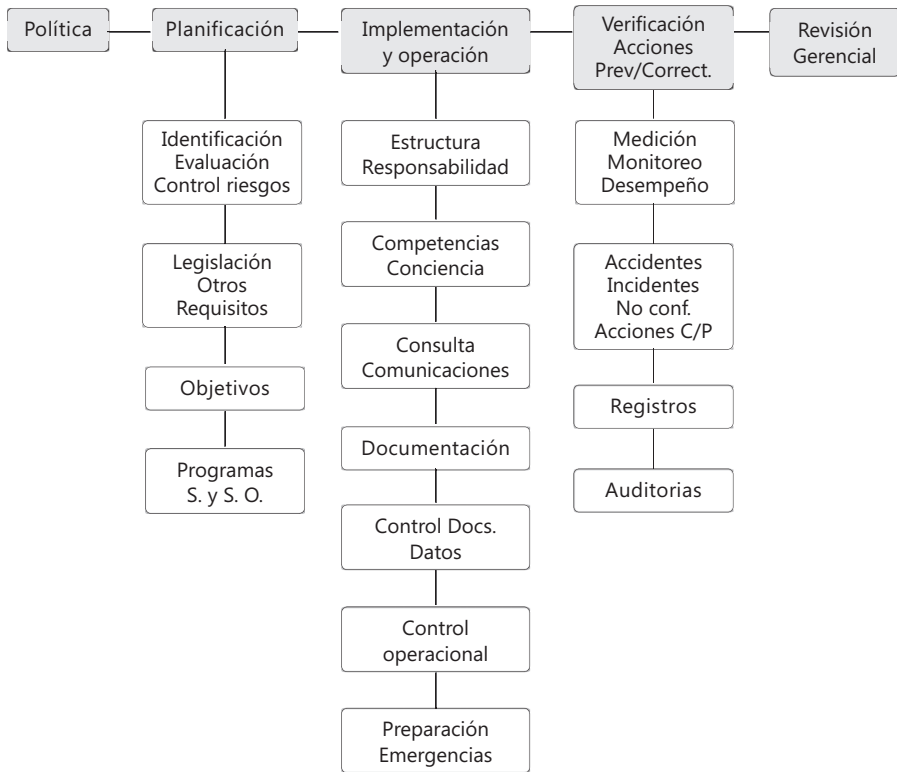 Política
Planificación
Implementación
y operación
Verificación
Acciones
Prev/Correct.
Revisión
Gerencial
Identificación
Evaluación
Control riesgos
Legislación
Otros
Requisitos
Objetivos
Programas
S. y S. O.
Estructura
Responsabilidad
Competencias
Conciencia
Consulta
Comunicaciones
Documentación
Control Docs.
Datos
Control
operacional
Preparación
Emergencias
Medición
Monitoreo
Desempeño
Accidentes
Incidentes
No conf.
Acciones C/P
Registros
Auditorias